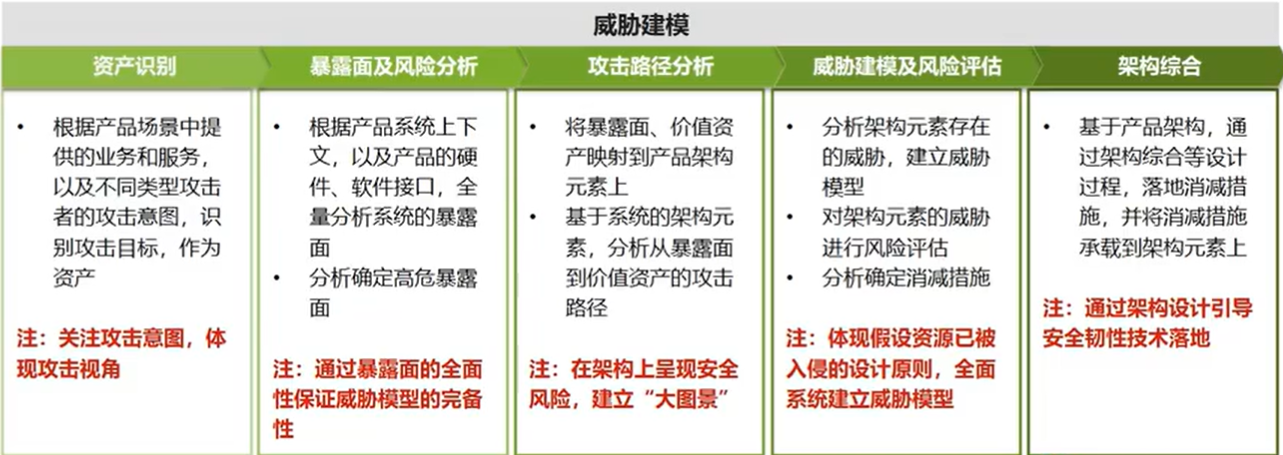 威胁建模
资产识别
暴露面及风险分析
攻击路径分析
威胁建模及风险评估
架构综合
• 根据产品场景中提
供的业务和服务，
以及不同类型攻击
者的攻击意图，识
别攻击目标，作为
资产
注：关注攻击意图，体
现攻击视角
• 根据产品系统上下
文，以及产品的硬
件、软件接口，全
量分析系统的暴露
面
• 分析确定高危暴露
面
注：通过暴露面的全面
性保证威胁模型的完备
性
• 将暴露面、价值资
产映射到产品架构
元素上
• 基于系统的架构元
素，分析从暴露面
到价值资产的攻击
路径
注：在架构上呈现安全
风险，建立“大图景”
• 分析架构元素存在
的威胁，建立威胁
模型
• 对架构元素的威胁
进行风险评估
• 分析确定消减措施
注：体现假设资源已被
入侵的设计原则，全面
系统建立威胁模型
• 基于产品架构，通
过架构综合等设计
过程，落地消减措
施，并将消减措施
承载到架构元素上
注：通过架构设计引导
安全韧性技术落地